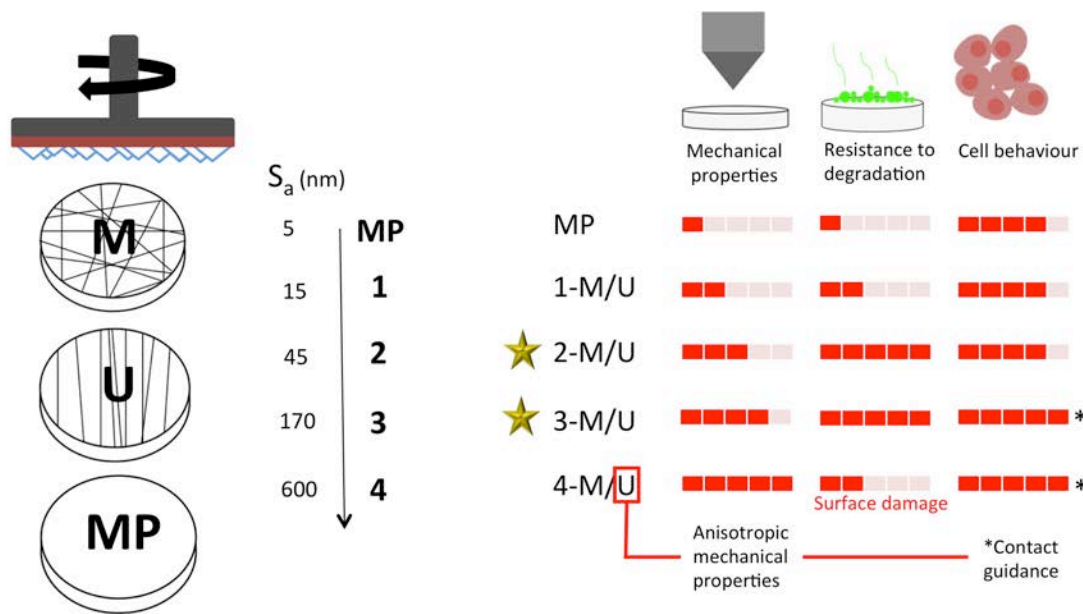 M
U
MP
Sa (nm)
5 MP
15 1
45 2
170 3
600 4
Mechanical
properties
Resistance to
degradation
Cell behaviour
MP
1-M/U
2-M/U
3-M/U *
4-M/U *
Surface damage
Anisotropic
mechanical
properties
*Contact
guidance